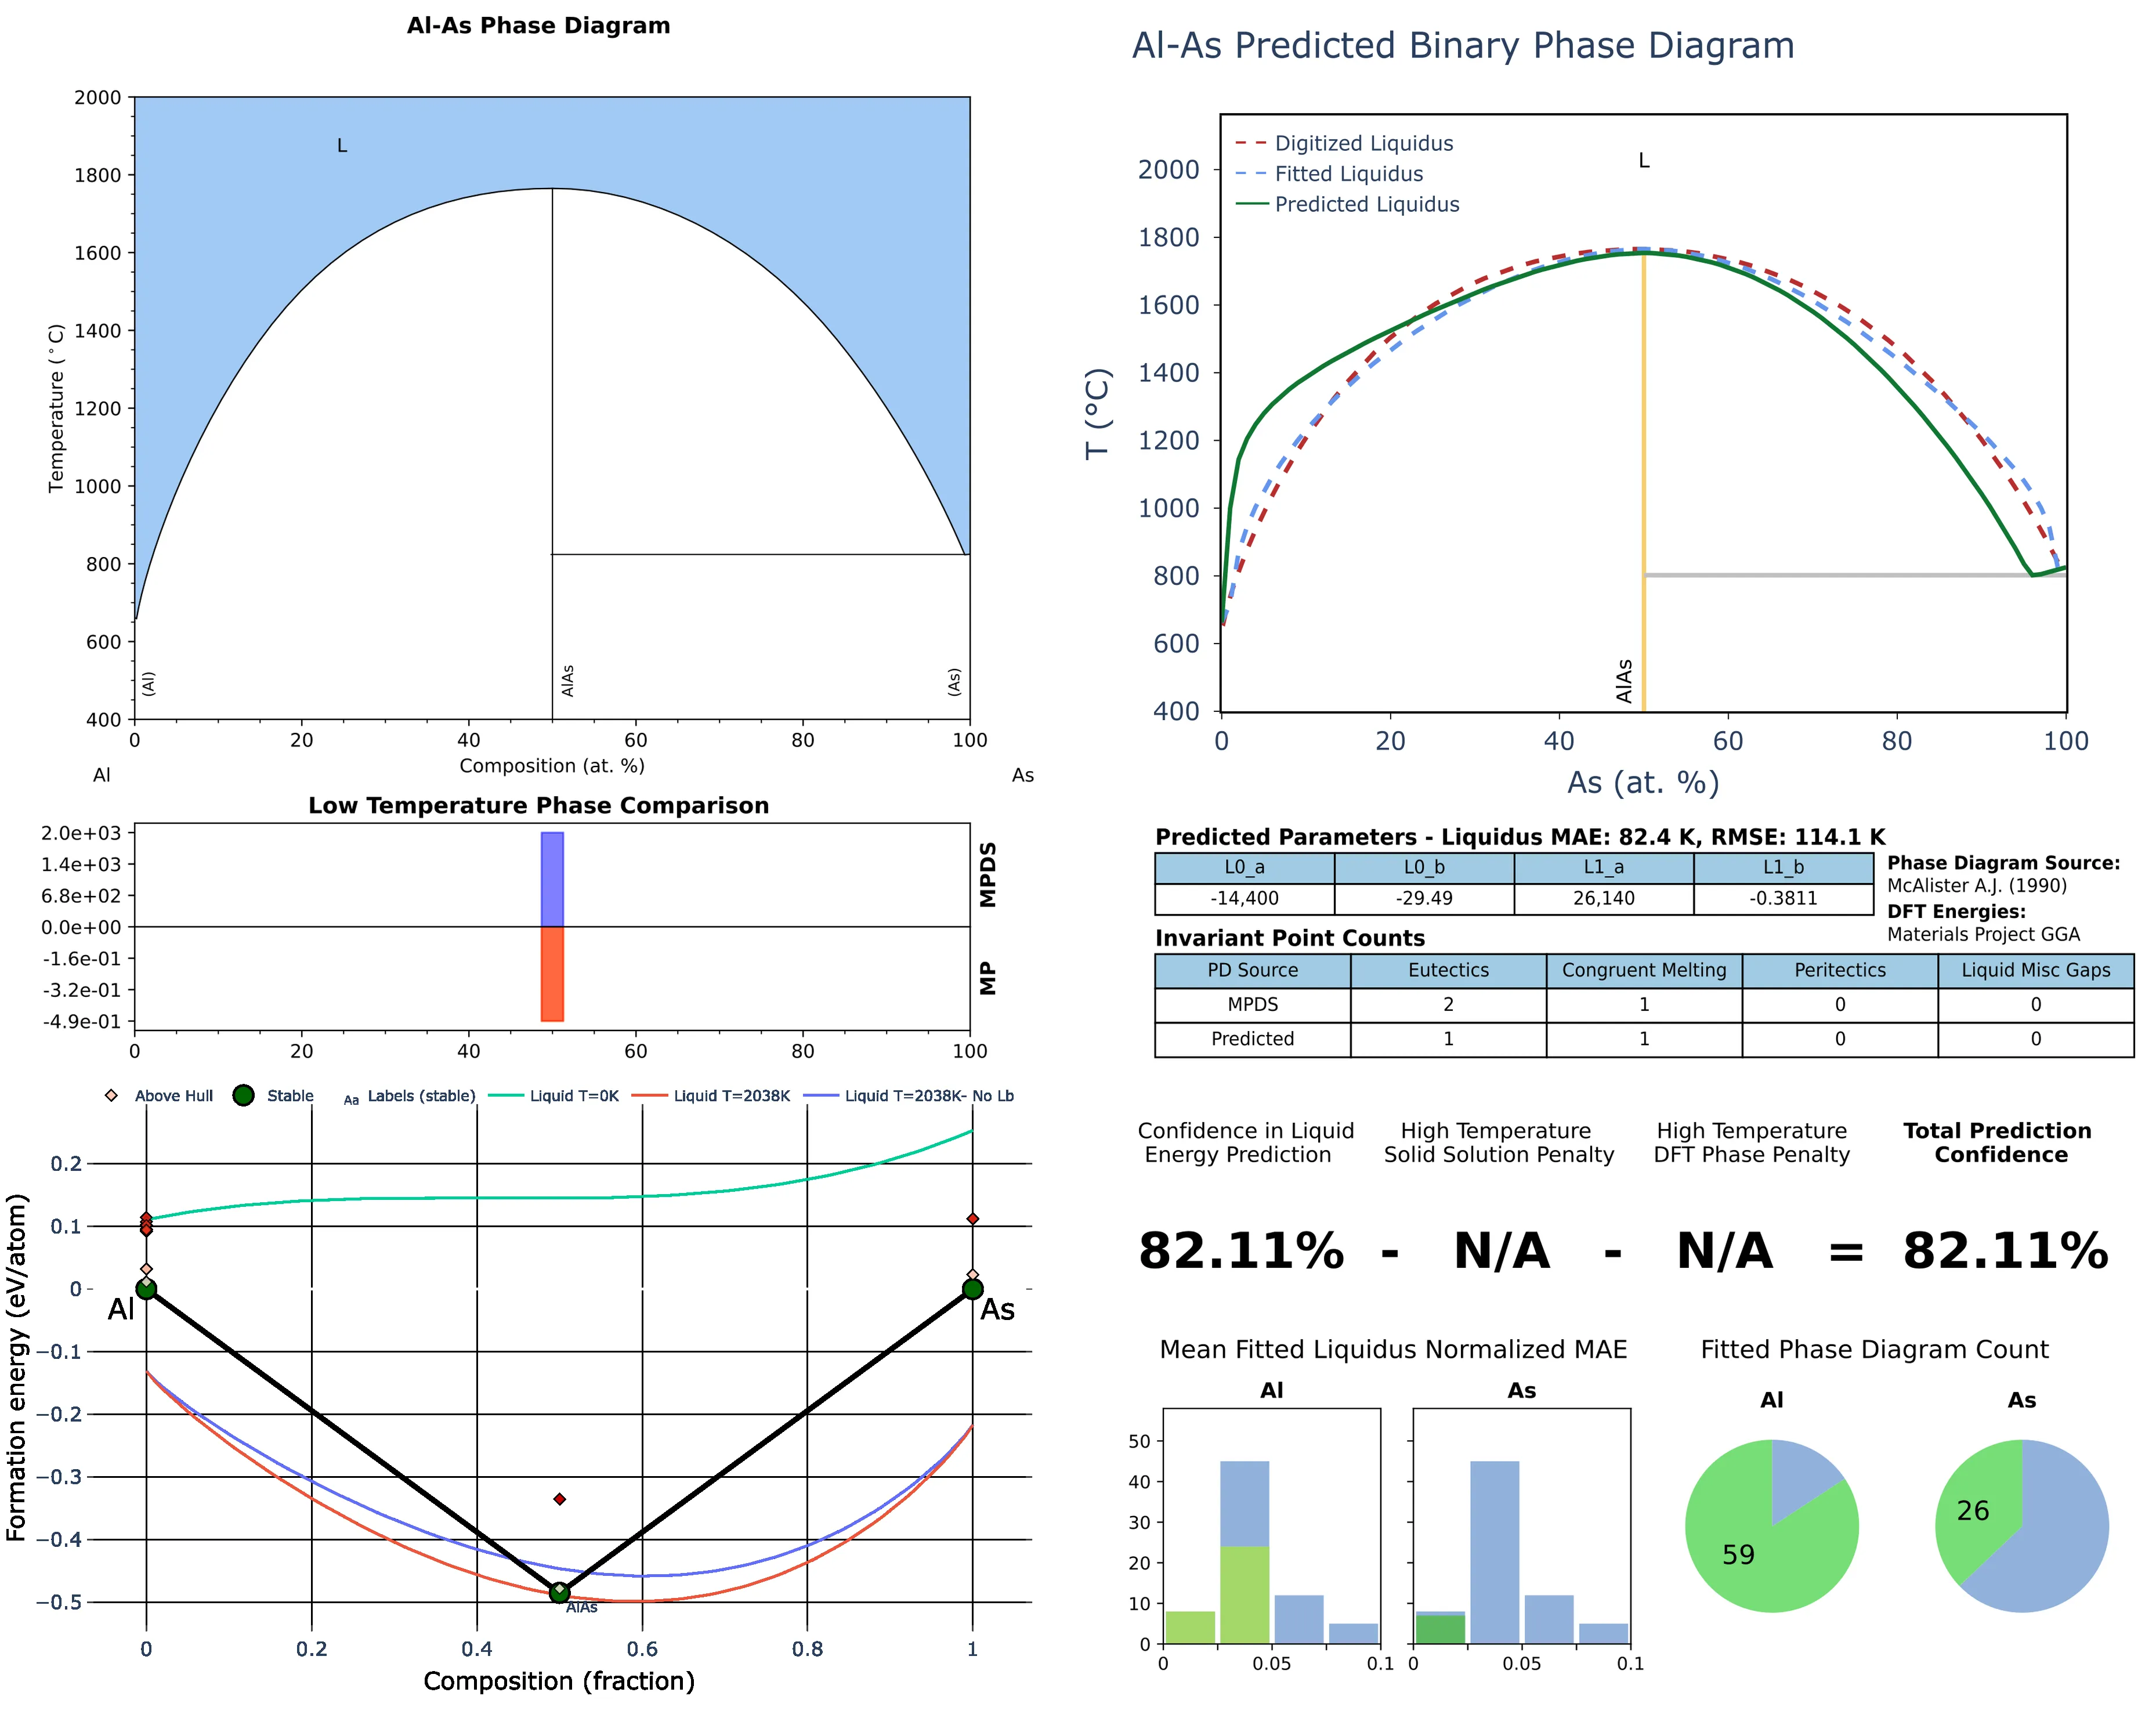 Al-As Phase Diagram
2000
1800
1600
1400
1200
1000
800
600
400
Temperature (°C)
L
(Al)
AlAs
(As)
0 20 40 60 80 100
Composition (at. %)
Al As
Low Temperature Phase Comparison
2.0e+03
1.4e+03
6.8e+02
0.0e+00
-1.6e-01
-3.2e-01
-4.9e-01
MPDS
MP
0 20 40 60 80 100
Above Hull Stable Aa Labels (stable) Liquid T=0K Liquid T=2038K Liquid T=2038K- No Lb
0.2
0.1
0
−0.1
−0.2
−0.3
−0.4
−0.5
Formation energy (eV/atom)
Al As
AlAs
0 0.2 0.4 0.6 0.8 1
Composition (fraction)
Al-As Predicted Binary Phase Diagram
Digitized Liquidus
Fitted Liquidus
Predicted Liquidus
L
2000
1800
1600
1400
1200
1000
800
600
400
T (°C)
AlAs
0 20 40 60 80 100
As (at. %)
Predicted Parameters - Liquidus MAE: 82.4 K, RMSE: 114.1 K
L0_a L0_b L1_a L1_b
-14,400 -29.49 26,140 -0.3811
Phase Diagram Source:
McAlister A.J. (1990)
DFT Energies:
Materials Project GGA
Invariant Point Counts
PD Source Eutectics Congruent Melting Peritectics Liquid Misc Gaps
MPDS 2 1 0 0
Predicted 1 1 0 0
Confidence in Liquid
Energy Prediction
High Temperature
Solid Solution Penalty
High Temperature
DFT Phase Penalty
Total Prediction
Confidence
82.11% - N/A - N/A = 82.11%
Mean Fitted Liquidus Normalized MAE
Al As
50
40
30
20
10
0
0 0.05 0.1 0 0.05 0.1
Fitted Phase Diagram Count
Al As
59 26